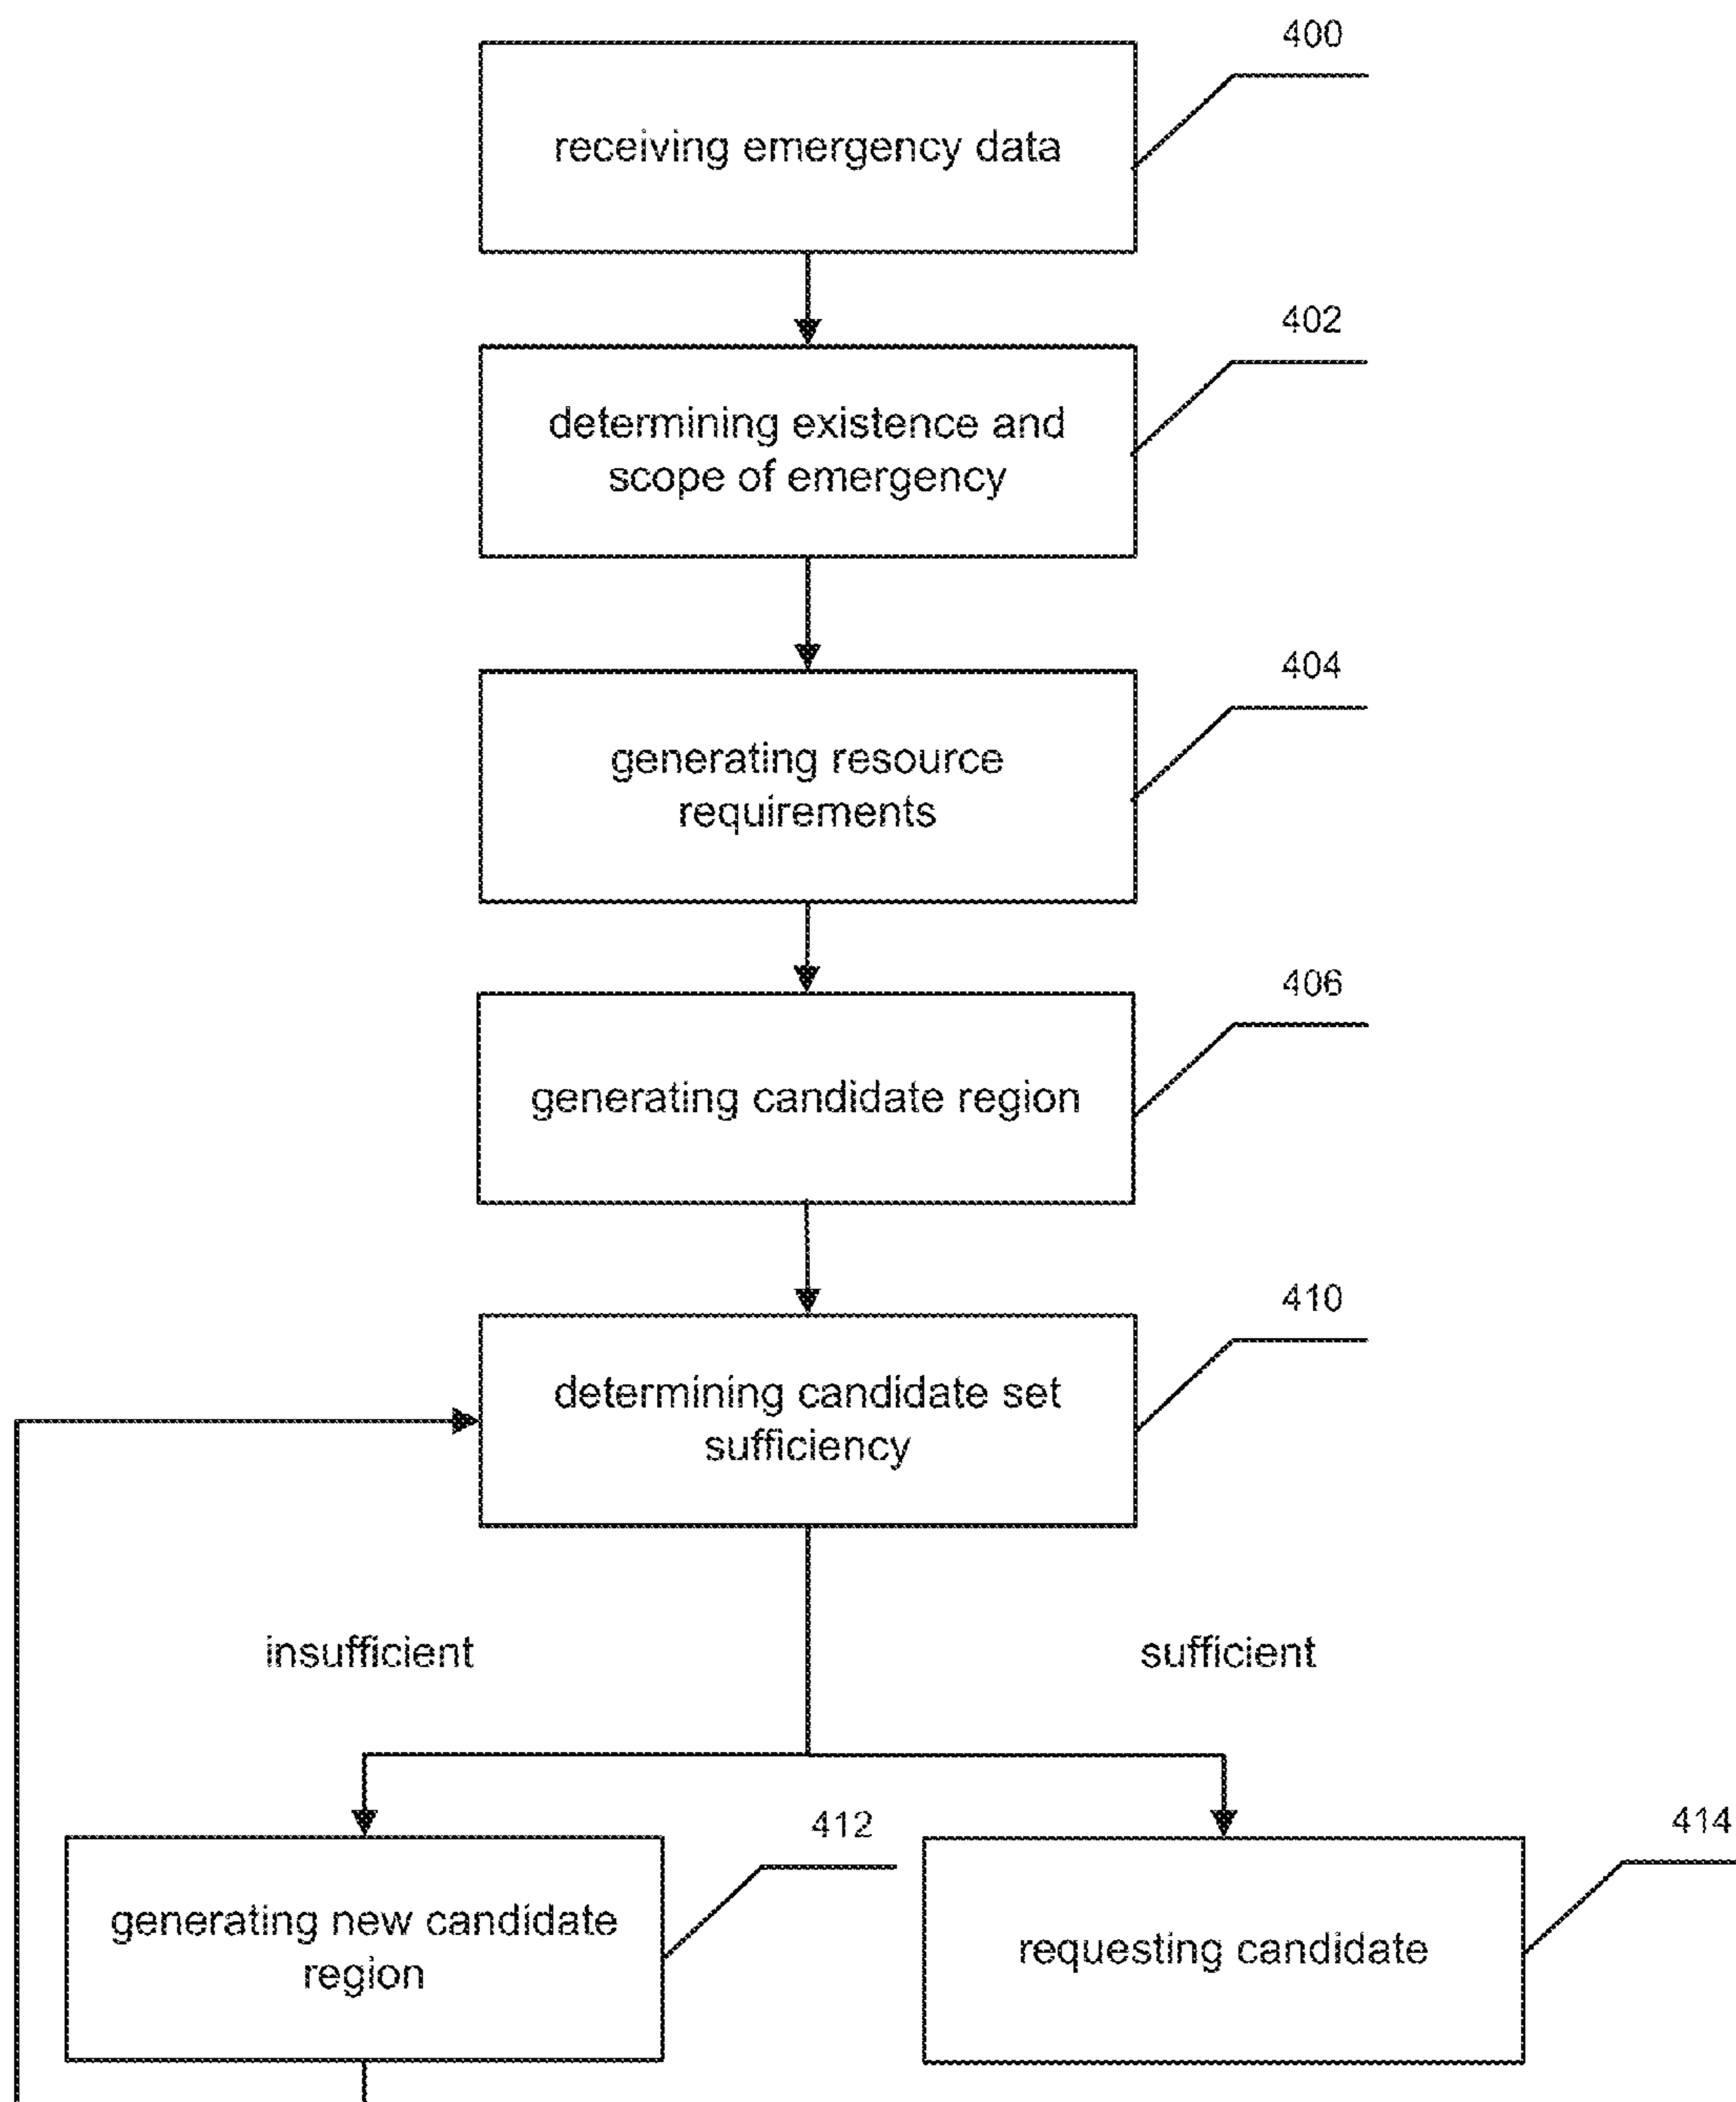 400
receiving emergency data
402
determining existence and
scope of emergency
404
generating resource
requirements
406
generating candidate region
410
determining candidate set
sufficiency
insufficient
sufficient
412
generating new candidate
region
414
requesting candidate